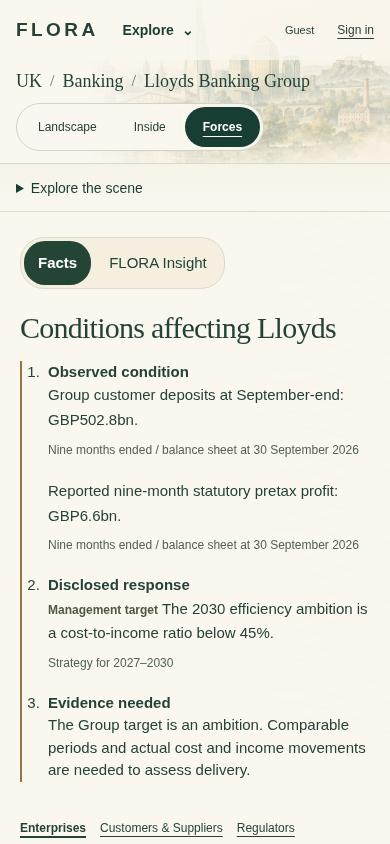 FLORA Explore Guest Sign in
UK / Banking / Lloyds Banking Group
Landscape Inside Forces
Explore the scene
Facts FLORA Insight
Conditions affecting Lloyds
1. Observed condition
Group customer deposits at September-end:
GBP502.8bn.
Nine months ended / balance sheet at 30 September 2026
Reported nine-month statutory pretax profit:
GBP6.6bn.
Nine months ended / balance sheet at 30 September 2026
2. Disclosed response
Management target The 2030 efficiency ambition is
a cost-to-income ratio below 45%.
Strategy for 2027–2030
3. Evidence needed
The Group target is an ambition. Comparable
periods and actual cost and income movements
are needed to assess delivery.
Enterprises Customers & Suppliers Regulators